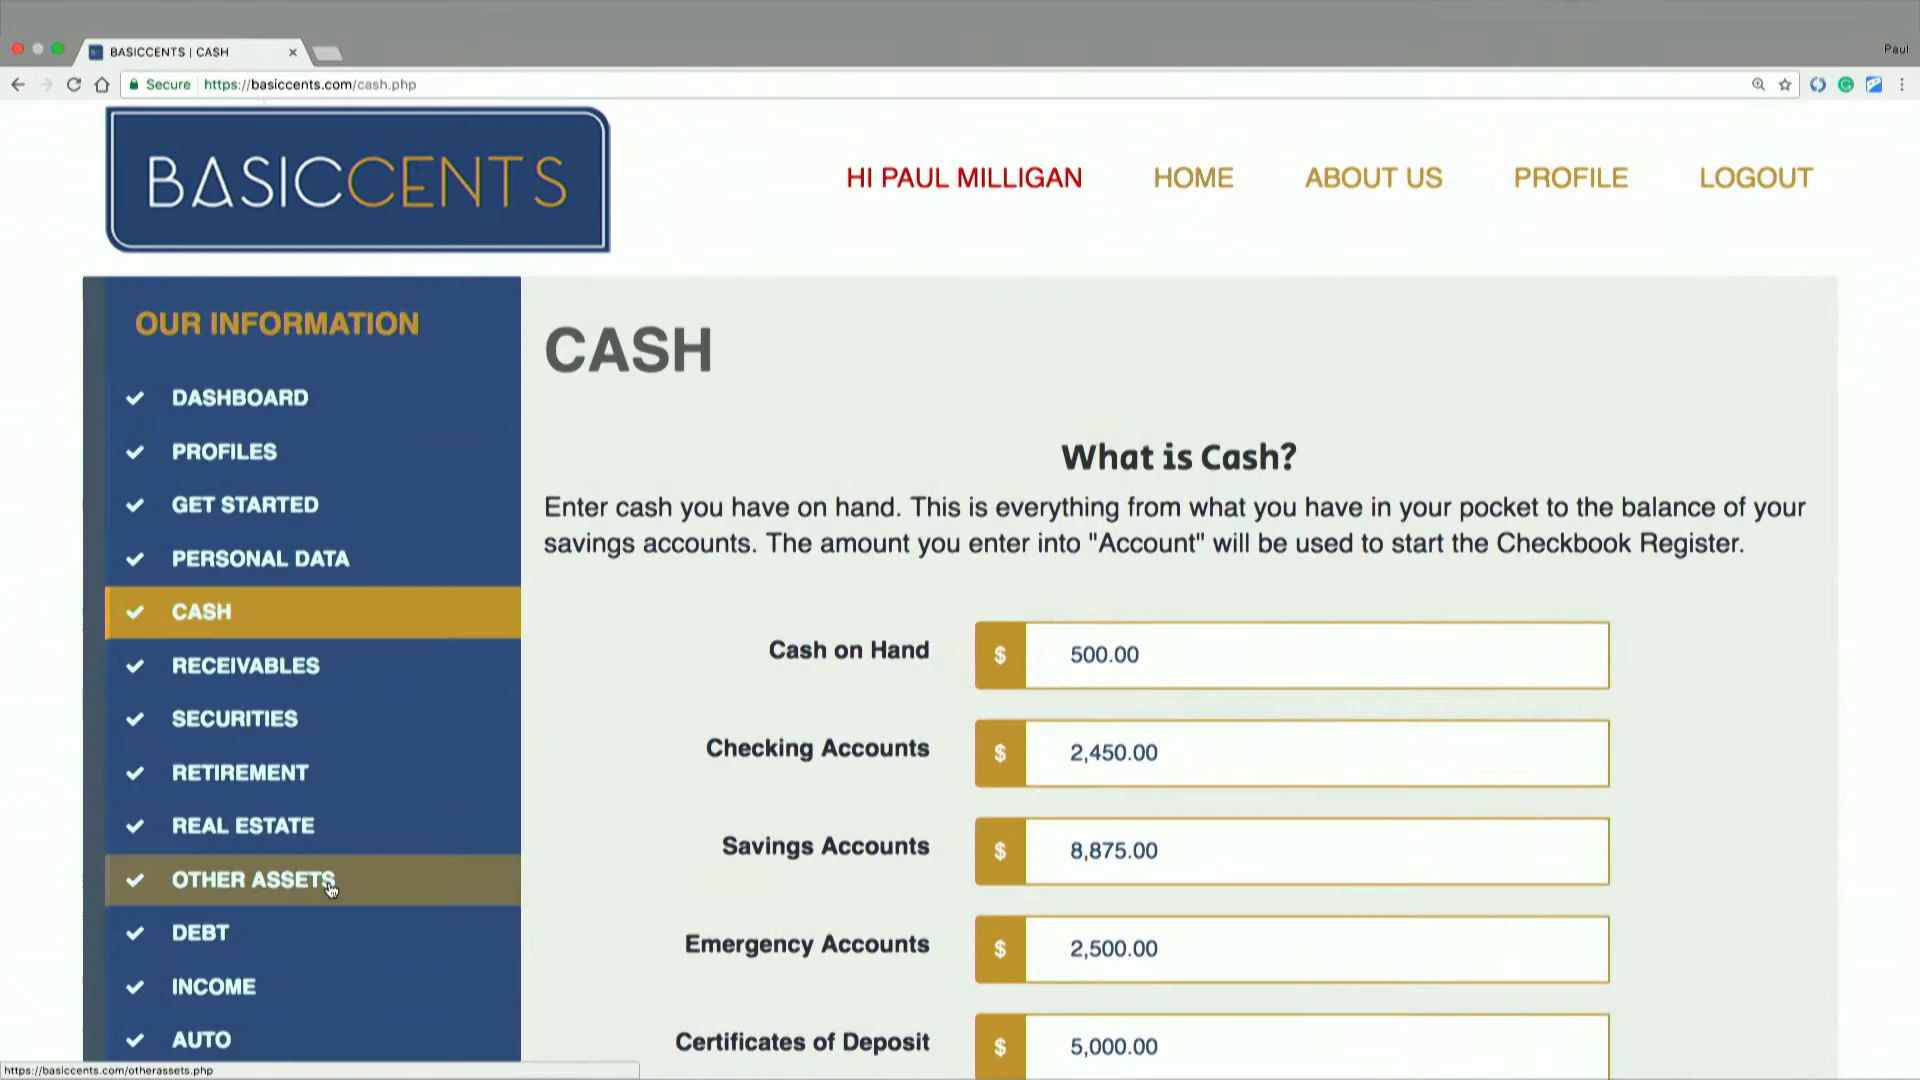 BASICCENTS | CASH
Paul
Secure https://basiccents.com/cash.php
BASICCENTS
HI PAUL MILLIGAN HOME ABOUT US PROFILE LOGOUT
OUR INFORMATION
DASHBOARD
PROFILES
GET STARTED
PERSONAL DATA
CASH
RECEIVABLES
SECURITIES
RETIREMENT
REAL ESTATE
OTHER ASSETS
DEBT
INCOME
AUTO
CASH
What is Cash?
Enter cash you have on hand. This is everything from what you have in your pocket to the balance of your
savings accounts. The amount you enter into "Account" will be used to start the Checkbook Register.
Cash on Hand $ 500.00
Checking Accounts $ 2,450.00
Savings Accounts $ 8,875.00
Emergency Accounts $ 2,500.00
Certificates of Deposit $ 5,000.00
https://basiccents.com/otherassets.php